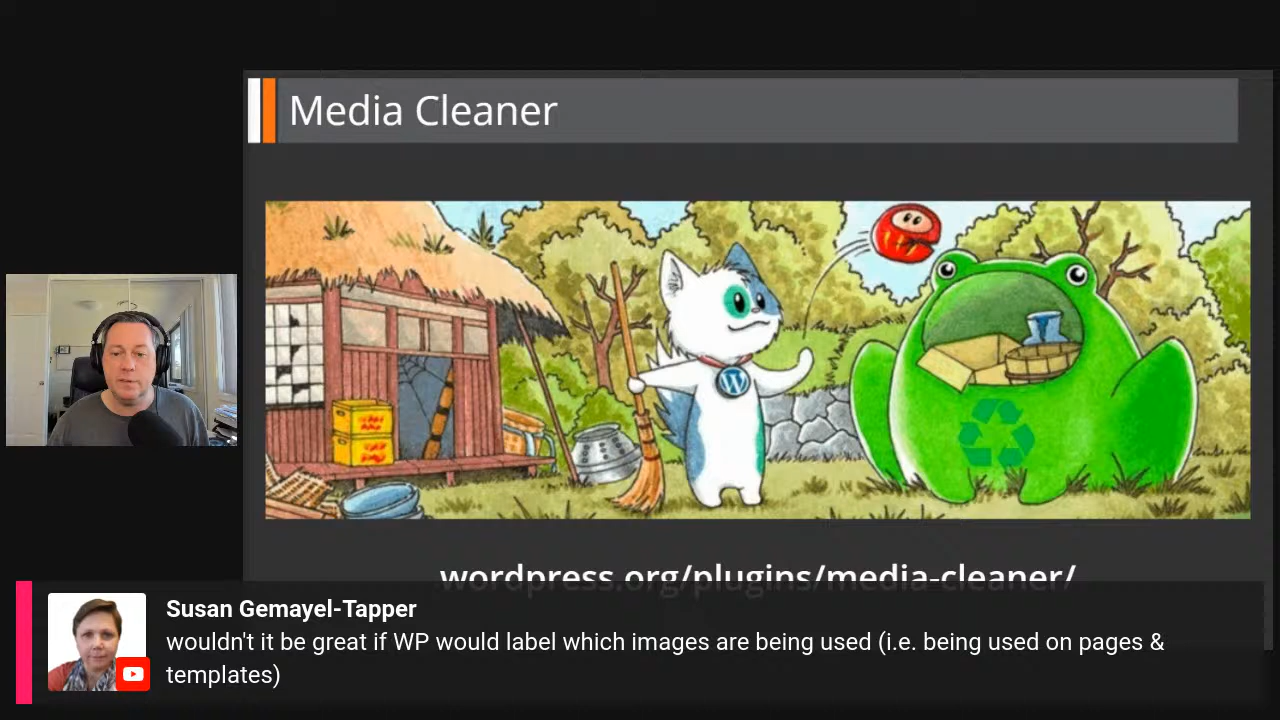 Media Cleaner
W
wordpress.org/plugins/media-cleaner/
Susan Gemayel-Tapper
wouldn't it be great if WP would label which images are being used (i.e. being used on pages &
templates)